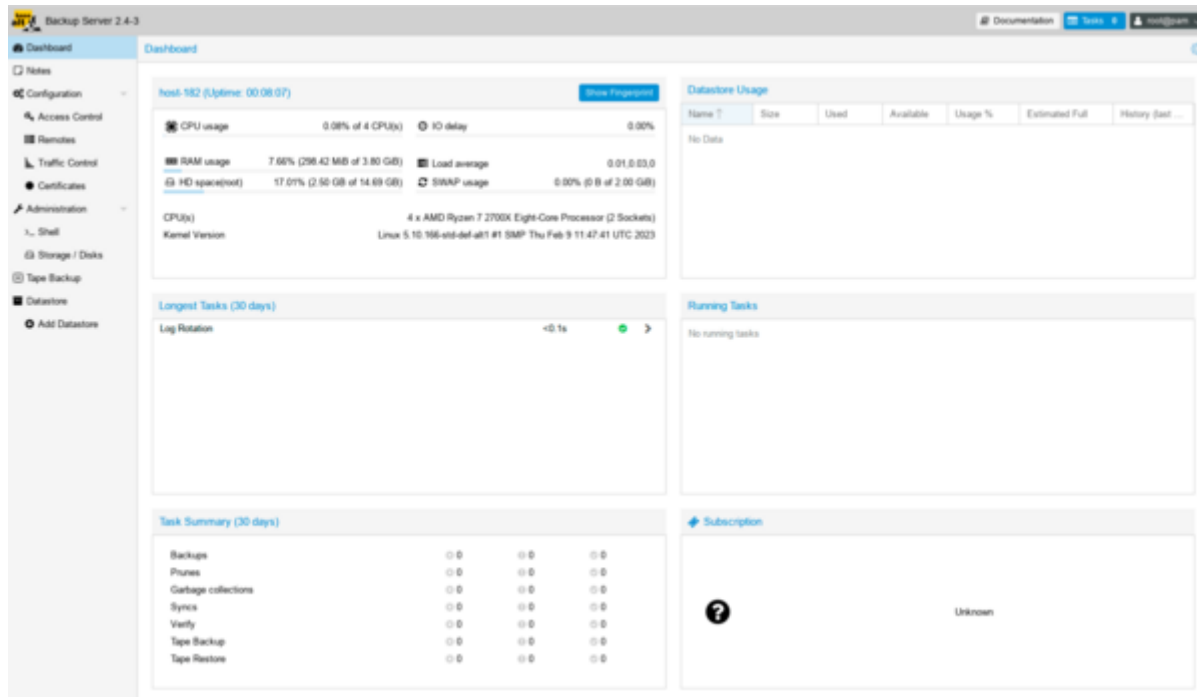 Backup Server 2.4-3
Documentation
Tasks 0
root@pam
Dashboard
Notes
Configuration
Access Control
Remotes
Traffic Control
Certificates
Administration
>_ Shell
Storage / Disks
Tape Backup
Datastore
Add Datastore
Dashboard
host-182 (Uptime: 00:08:07)
Show Fingerprint
CPU usage 0.08% of 4 CPU(s)
IO delay 0.00%
RAM usage 7.66% (298.42 MiB of 3.80 GiB)
Load average 0.01,0.03,0
HD space(root) 17.01% (2.50 GB of 14.69 GB)
SWAP usage 0.00% (0 B of 2.00 GiB)
CPU(s) 4 x AMD Ryzen 7 2700X Eight-Core Processor (2 Sockets)
Kernel Version Linux 5.10.166-std-def-alt1 #1 SMP Thu Feb 9 11:47:41 UTC 2023
Datastore Usage
Name ↑ Size Used Available Usage % Estimated Full History (last ...
No Data
Longest Tasks (30 days)
Log Rotation <0.1s
Running Tasks
No running tasks
Task Summary (30 days)
Backups 0 0 0
Prunes 0 0 0
Garbage collections 0 0 0
Syncs 0 0 0
Verify 0 0 0
Tape Backup 0 0 0
Tape Restore 0 0 0
Subscription
Unknown